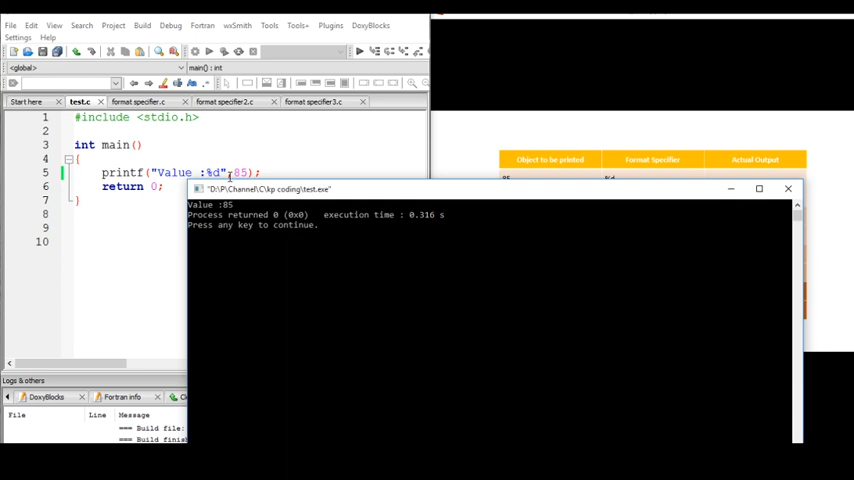 File Edit View Search Project Build Debug Fortran wxSmith Tools Tools+ Plugins DoxyBlocks
Settings Help
<global>
main() : int
Start here
test.c
format specifier.c
format specifier2.c
format specifier3.c
1 #include <stdio.h>
2
3 int main()
4 {
5 printf("Value :%d",85);
6 return 0;
7 }
8
9
10
"D:\P\Channel\C\kp coding\test.exe"
Value :85
Process returned 0 (0x0) execution time : 0.316 s
Press any key to continue.
Object to be printed Format Specifier Actual Output
85 %d
Logs & others
DoxyBlocks Fortran info
File Line Message
=== Build file:
=== Build finis